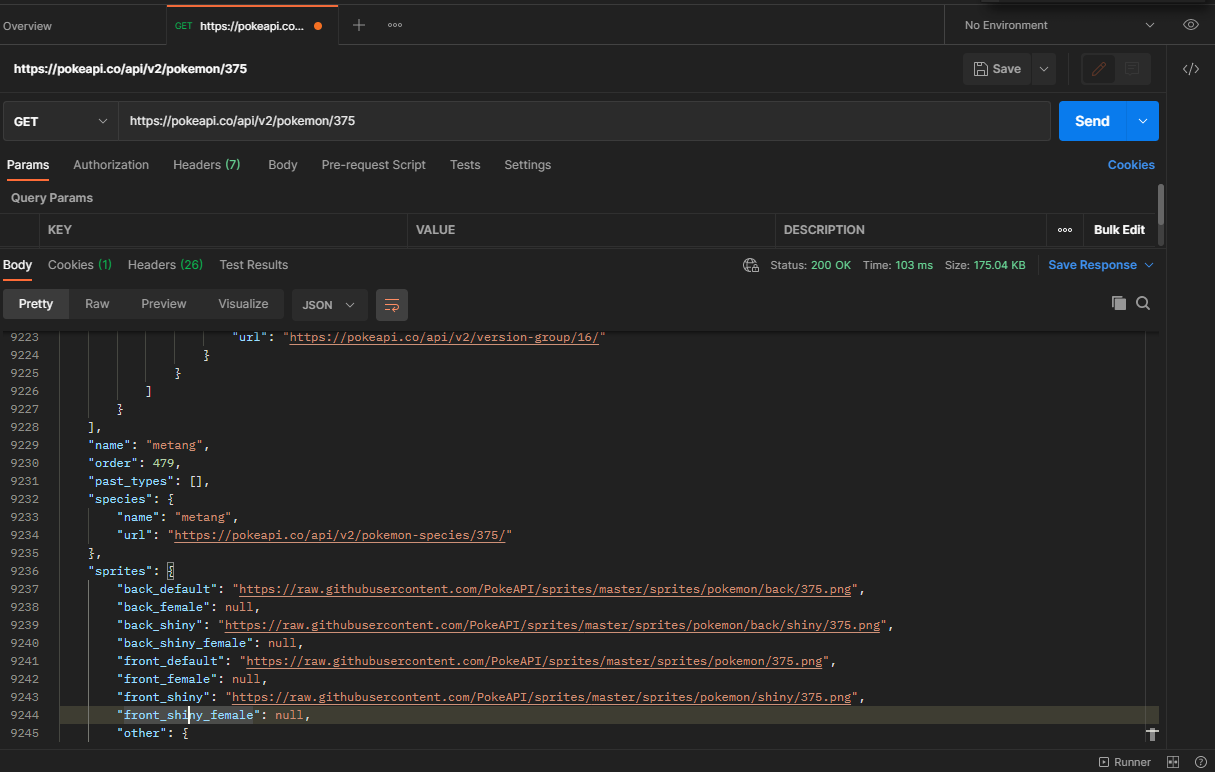 Overview
GET https://pokeapi.co...
No Environment
https://pokeapi.co/api/v2/pokemon/375
Save
</>
GET
https://pokeapi.co/api/v2/pokemon/375
Send
Params Authorization Headers (7) Body Pre-request Script Tests Settings Cookies
Query Params
KEY VALUE DESCRIPTION Bulk Edit
Body Cookies (1) Headers (26) Test Results Status: 200 OK Time: 103 ms Size: 175.04 KB Save Response
Pretty Raw Preview Visualize JSON
9223 "url": "https://pokeapi.co/api/v2/version-group/16/"
9224 }
9225 }
9226 ]
9227 }
9228 ],
9229 "name": "metang",
9230 "order": 479,
9231 "past_types": [],
9232 "species": {
9233 "name": "metang",
9234 "url": "https://pokeapi.co/api/v2/pokemon-species/375/"
9235 },
9236 "sprites": {
9237 "back_default": "https://raw.githubusercontent.com/PokeAPI/sprites/master/sprites/pokemon/back/375.png",
9238 "back_female": null,
9239 "back_shiny": "https://raw.githubusercontent.com/PokeAPI/sprites/master/sprites/pokemon/back/shiny/375.png",
9240 "back_shiny_female": null,
9241 "front_default": "https://raw.githubusercontent.com/PokeAPI/sprites/master/sprites/pokemon/375.png",
9242 "front_female": null,
9243 "front_shiny": "https://raw.githubusercontent.com/PokeAPI/sprites/master/sprites/pokemon/shiny/375.png",
9244 "front_shiny_female": null,
9245 "other": {
Runner